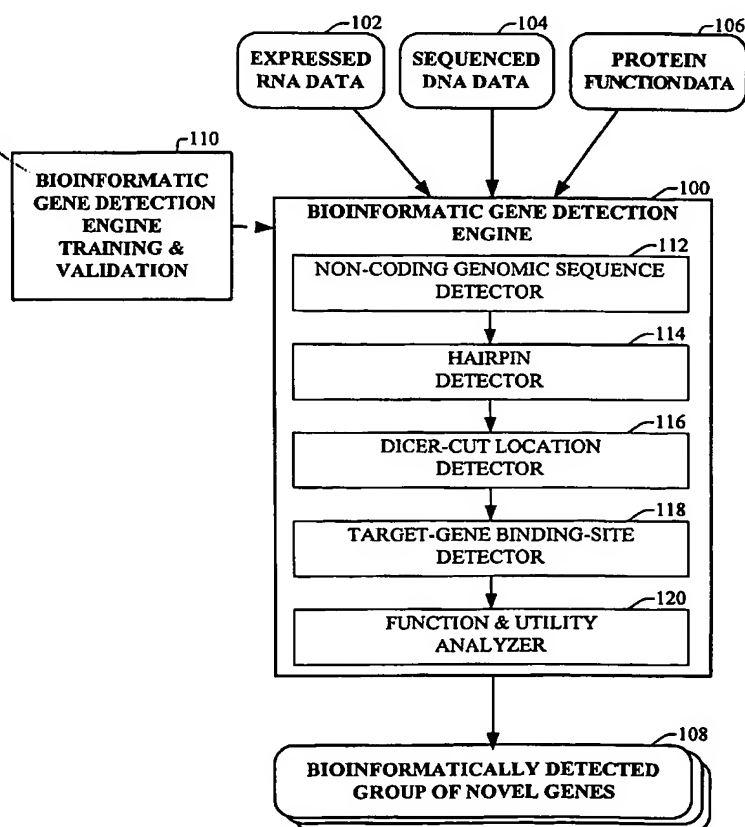 102
104
106
EXPRESSED
RNA DATA
SEQUENCED
DNA DATA
PROTEIN
FUNCTION DATA
110
BIOINFORMATIC
GENE DETECTION
ENGINE
TRAINING &
VALIDATION
100
BIOINFORMATIC GENE DETECTION
ENGINE
112
NON-CODING GENOMIC SEQUENCE
DETECTOR
114
HAIRPIN
DETECTOR
116
DICER-CUT LOCATION
DETECTOR
118
TARGET-GENE BINDING-SITE
DETECTOR
120
FUNCTION & UTILITY
ANALYZER
108
BIOINFORMATICALLY DETECTED
GROUP OF NOVEL GENES